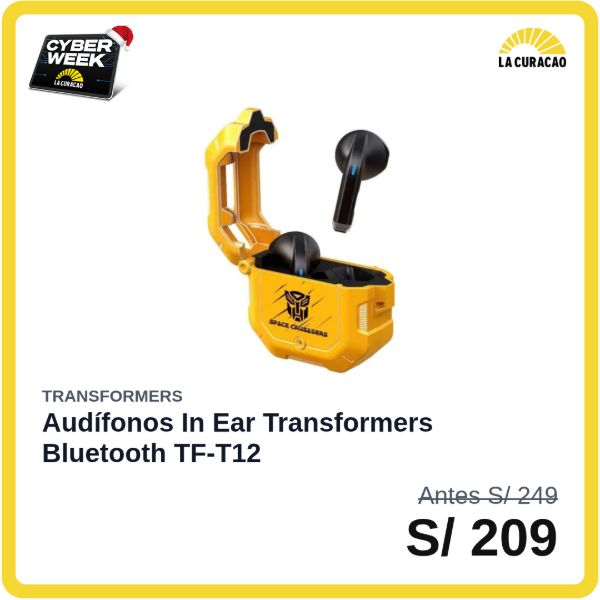 CYBER
WEEK
LA CURACAO
LA CURACAO
SPACE CRUSADERS
TRANSFORMERS
Audífonos In Ear Transformers
Bluetooth TF-T12
Antes S/ 249
S/ 209